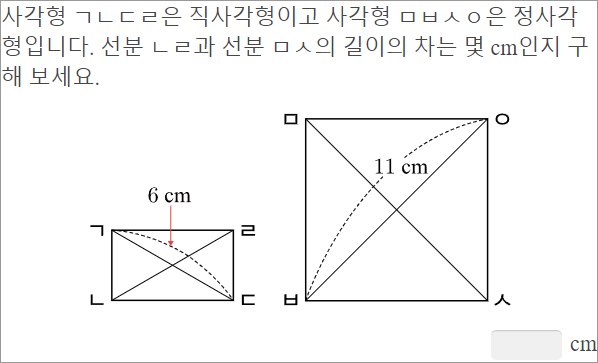 사각형 ㄱㄴㄷㄹ은 직사각형이고 사각형 ㅁㅂㅅㅇ은 정사각
형입니다. 선분 ㄴㄹ과 선분 ㅁㅅ의 길이의 차는 몇 cm인지 구
해 보세요.
ㅁ ㅇ
11 cm
6 cm
ㄱ ㄹ
ㄴ ㄷ ㅂ ㅅ
cm